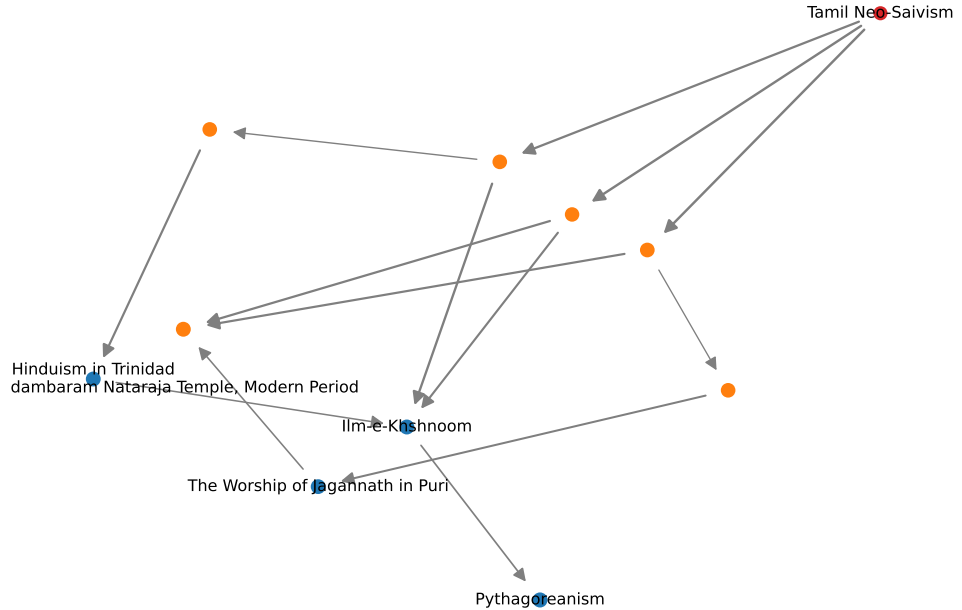 Tamil Neo-Saivism
Hinduism in Trinidad
dambaram Nataraja Temple, Modern Period
Ilm-e-Khshnoom
The Worship of Jagannath in Puri
Pythagoreanism